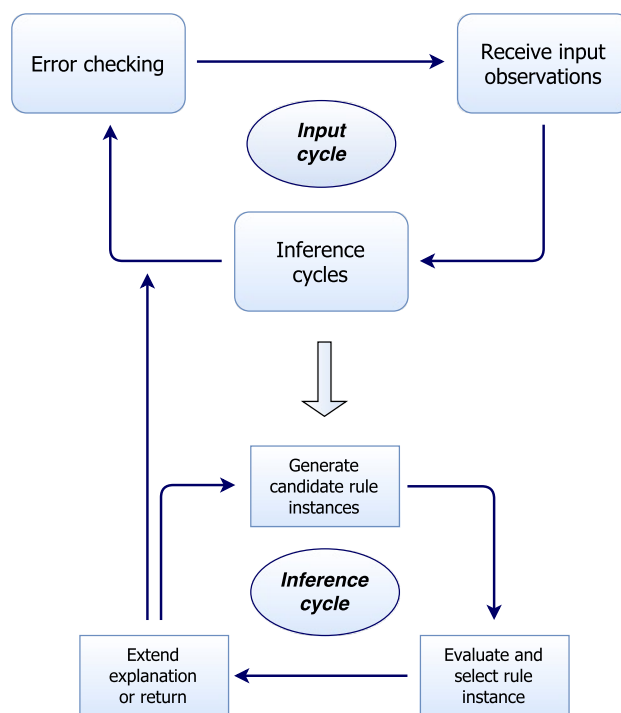 Error checking
Receive input
observations
Input
cycle
Inference
cycles
Generate
candidate rule
instances
Inference
cycle
Extend
explanation
or return
Evaluate and
select rule
instance